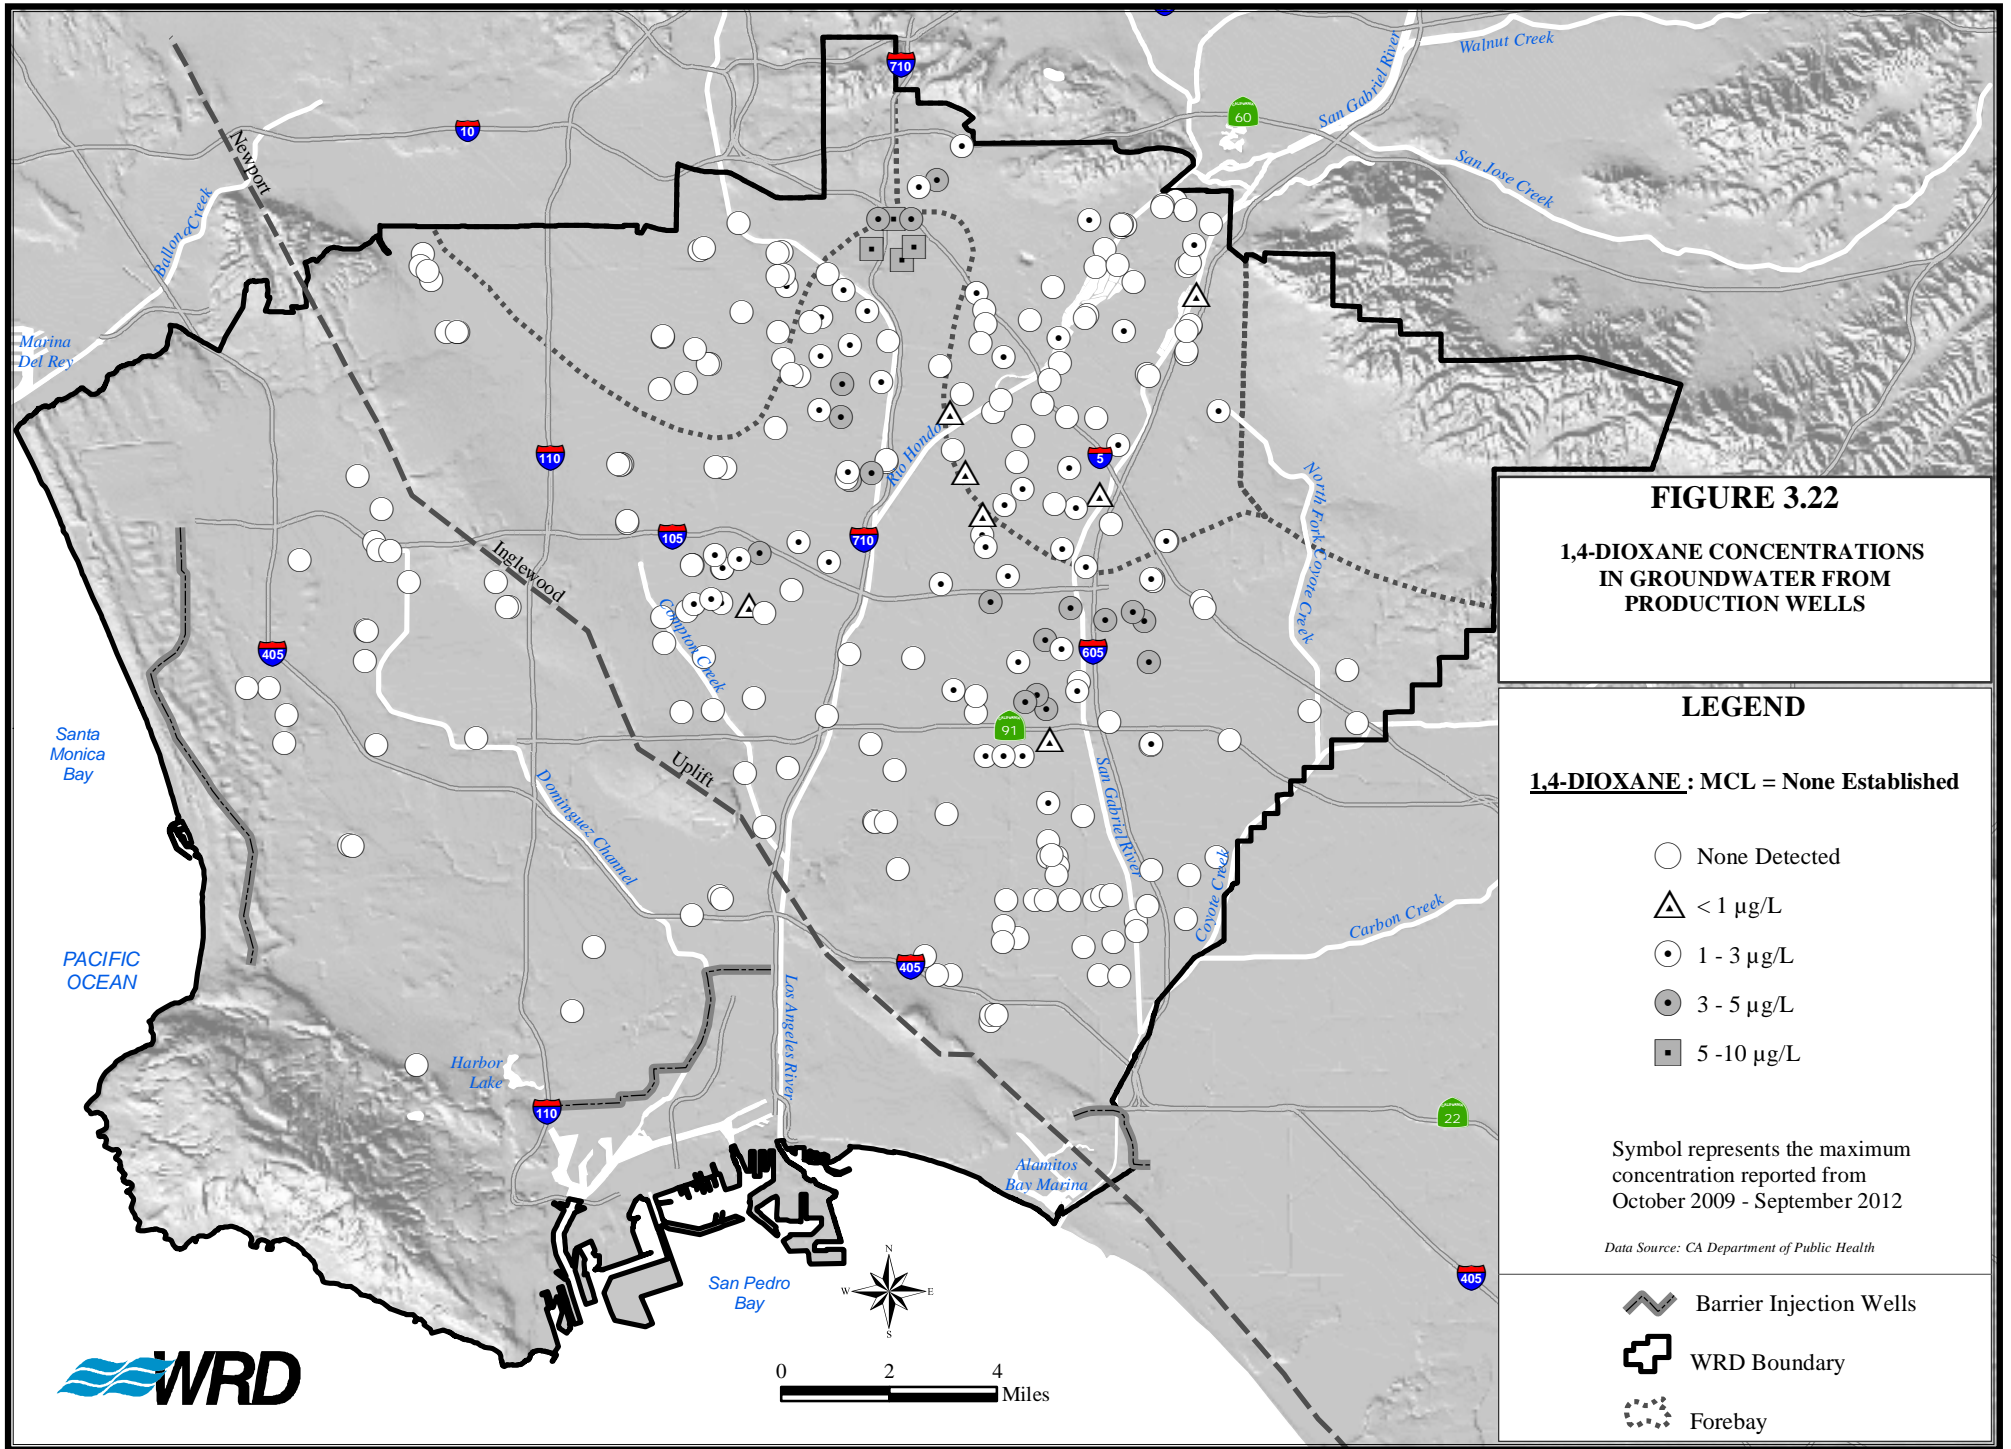 FIGURE 3.22
1,4-DIOXANE CONCENTRATIONS
IN GROUNDWATER FROM
PRODUCTION WELLS
LEGEND
1,4-DIOXANE : MCL = None Established
None Detected
< 1 µg/L
1 - 3 µg/L
3 - 5 µg/L
5 -10 µg/L
Symbol represents the maximum
concentration reported from
October 2009 - September 2012
Data Source: CA Department of Public Health
Barrier Injection Wells
WRD Boundary
Forebay
710
Walnut Creek
San Gabriel River
CALIFORNIA
60
10
Newport
San Jose Creek
Ballona Creek
Marina
Del Rey
110
Rio Hondo
5
North Fork Coyote Creek
105
710
Inglewood
Compton Creek
405
605
Santa
Monica
Bay
CALIFORNIA
91
Uplift
Dominguez Channel
San Gabriel River
Coyote Creek
Carbon Creek
PACIFIC
OCEAN
405
Los Angeles River
Harbor
Lake
110
CALIFORNIA
22
Alamitos
Bay Marina
San Pedro
Bay
N
W
E
S
405
WRD
0 2 4
Miles